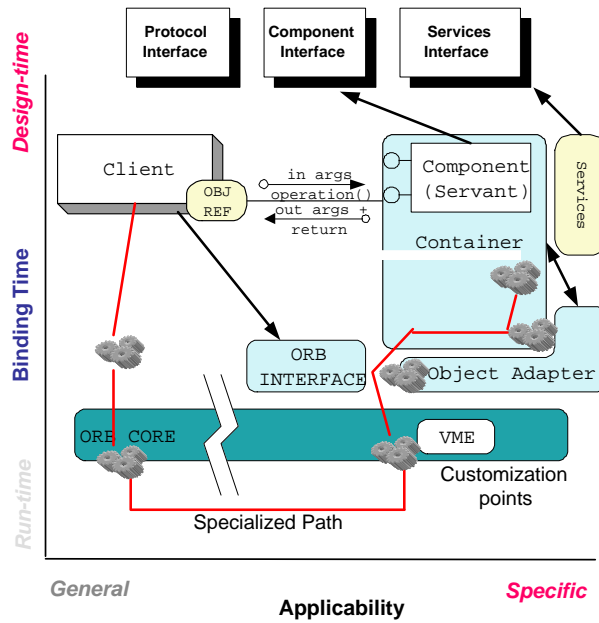 Protocol
Interface
Component
Interface
Services
Interface
Design-time
Binding Time
Run-time
Client
OBJ
REF
in args
operation()
out args +
return
Component
(Servant)
Container
Services
ORB
INTERFACE
Object Adapter
ORB CORE
VME
Customization
points
Specialized Path
General
Specific
Applicability